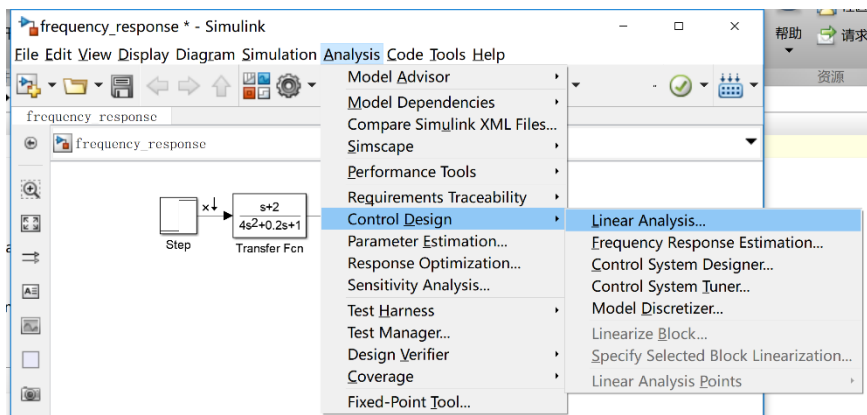 frequency_response * - Simulink
File Edit View Display Diagram Simulation Analysis Code Tools Help
frequency response
frequency_response
Step
s+2
4s²+0.2s+1
Transfer Fcn
Model Advisor
Model Dependencies
Compare Simulink XML Files...
Simscape
Performance Tools
Requirements Traceability
Control Design
Parameter Estimation...
Response Optimization...
Sensitivity Analysis...
Test Harness
Test Manager...
Design Verifier
Coverage
Fixed-Point Tool...
Linear Analysis...
Frequency Response Estimation...
Control System Designer...
Control System Tuner...
Model Discretizer...
Linearize Block...
Specify Selected Block Linearization...
Linear Analysis Points
帮助
请求
资源